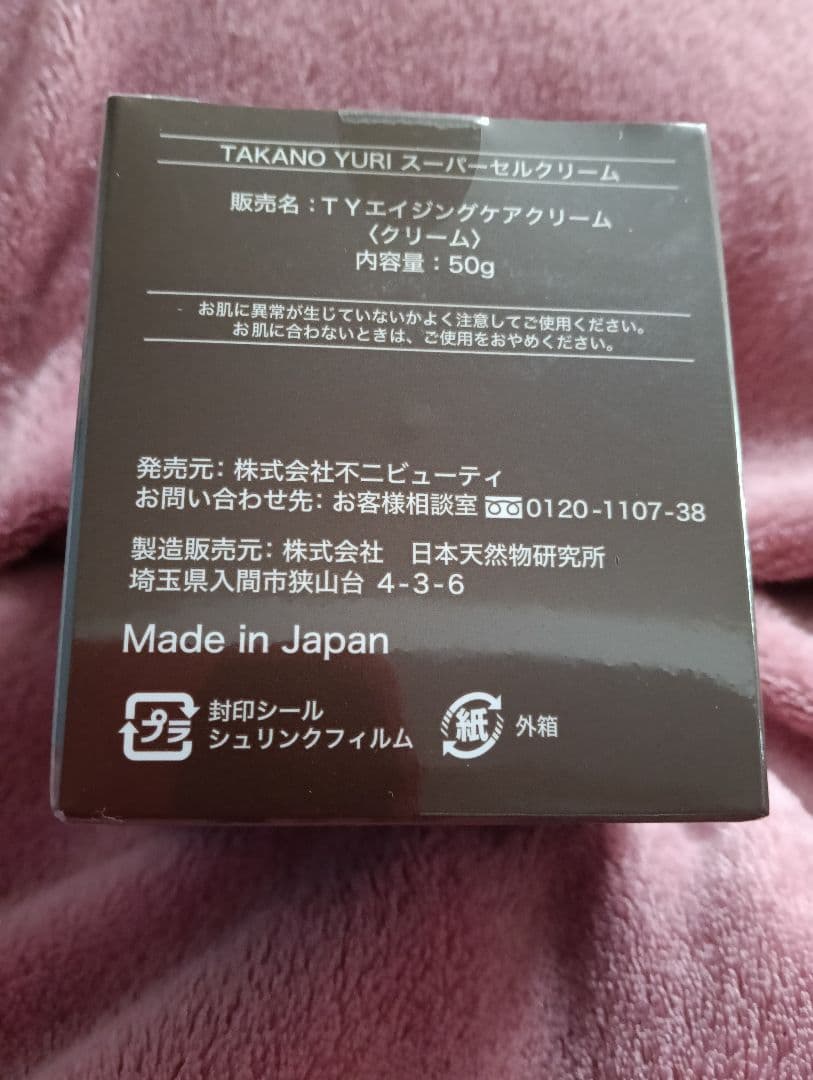 TAKANO YURI スーパーセルクリーム
販売名：ＴＹエイジングケアクリーム
〈クリーム〉
内容量：50g
お肌に異常が生じていないかよく注意してご使用ください。
お肌に合わないときは、ご使用をおやめください。
発売元：株式会社不二ビューティ
お問い合わせ先：お客様相談室 0120-1107-38
製造販売元：株式会社　日本天然物研究所
埼玉県入間市狭山台 4-3-6
Made in Japan
プラ 封印シール
シュリンクフィルム
紙 外箱